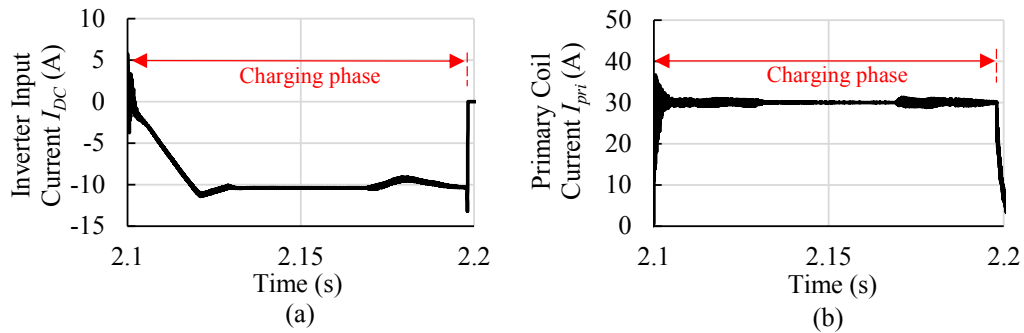 Inverter Input
Current I_DC (A)
10
5
0
-5
-10
-15
Charging phase
2.1
2.15
2.2
Time (s)
(a)
Primary Coil
Current I_pri (A)
50
40
30
20
10
0
Charging phase
2.1
2.15
2.2
Time (s)
(b)